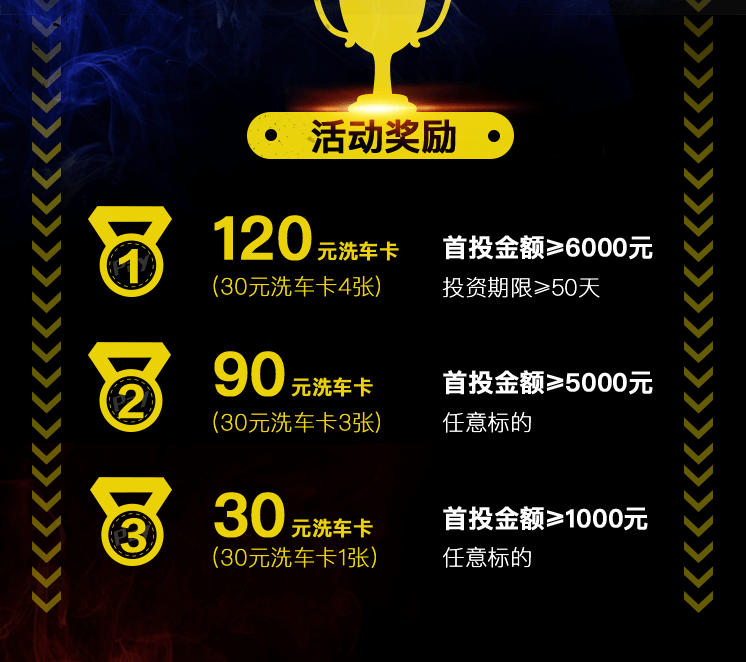 活动奖励
1
120元洗车卡
(30元洗车卡4张)
首投金额≥6000元
投资期限≥50天
2
90元洗车卡
(30元洗车卡3张)
首投金额≥5000元
任意标的
3
30元洗车卡
(30元洗车卡1张)
首投金额≥1000元
任意标的